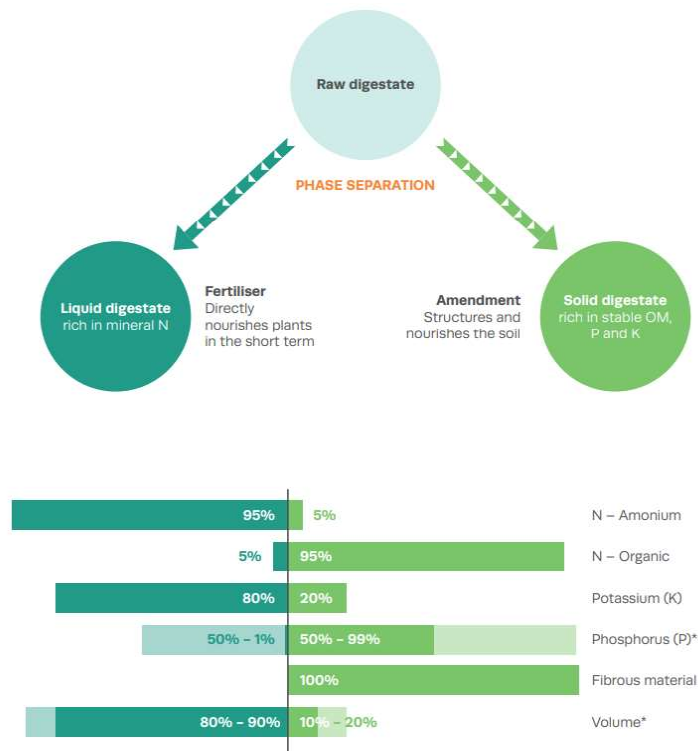 Raw digestate
PHASE SEPARATION
Liquid digestate
rich in mineral N
Fertiliser
Directly
nourishes plants
in the short term
Amendment
Structures and
nourishes the soil
Solid digestate
rich in stable OM,
P and K
95% 5% N – Amonium
5% 95% N – Organic
80% 20% Potassium (K)
50% – 1% 50% – 99% Phosphorus (P)*
100% Fibrous material
80% – 90% 10% – 20% Volume*